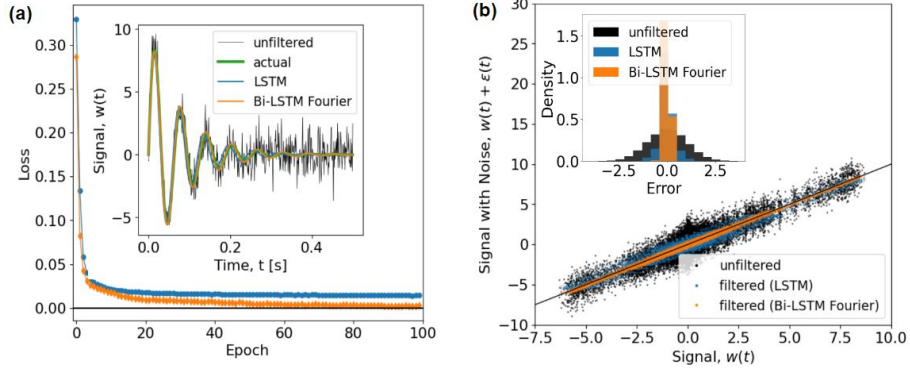 (a)
0.30
0.25
0.20
0.15
0.10
0.05
0.00
Loss
0
20
40
60
80
100
Epoch
10
5
0
−5
Signal, w(t)
unfiltered
actual
LSTM
Bi-LSTM Fourier
0.0
0.2
0.4
Time, t [s]
(b)
30
25
20
15
10
5
0
−5
−10
Signal with Noise, w(t) + ε(t)
1.5
1.0
0.5
0.0
Density
unfiltered
LSTM
Bi-LSTM Fourier
−2.5
0.0
2.5
Error
unfiltered
filtered (LSTM)
filtered (Bi-LSTM Fourier)
−7.5
−5.0
−2.5
0.0
2.5
5.0
7.5
10.0
Signal, w(t)